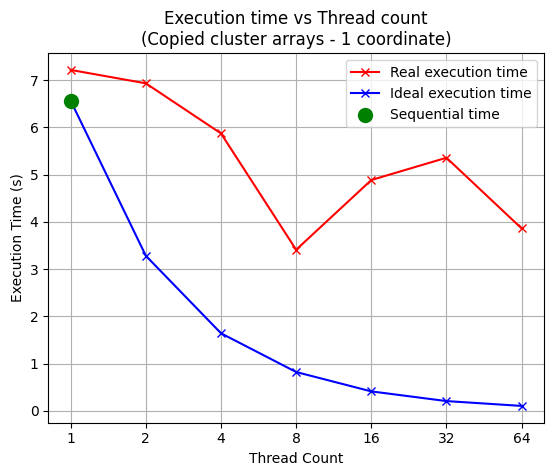 Execution time vs Thread count
(Copied cluster arrays - 1 coordinate)
Real execution time
Ideal execution time
Sequential time
Execution Time (s)
7
6
5
4
3
2
1
0
1 2 4 8 16 32 64
Thread Count